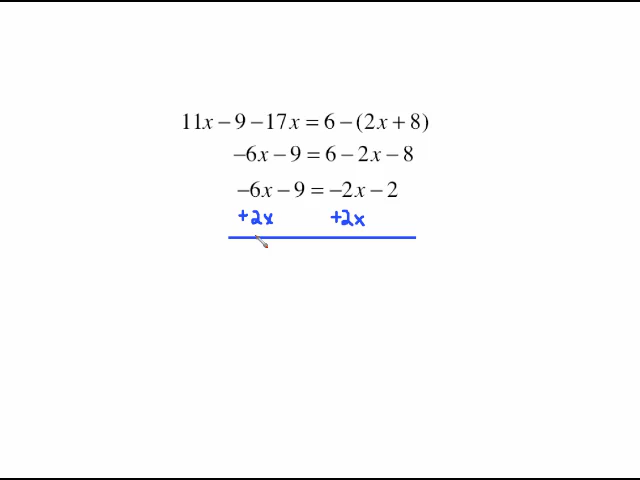 11x − 9 − 17x = 6 − (2x + 8)
−6x − 9 = 6 − 2x − 8
−6x − 9 = −2x − 2
+2x +2x